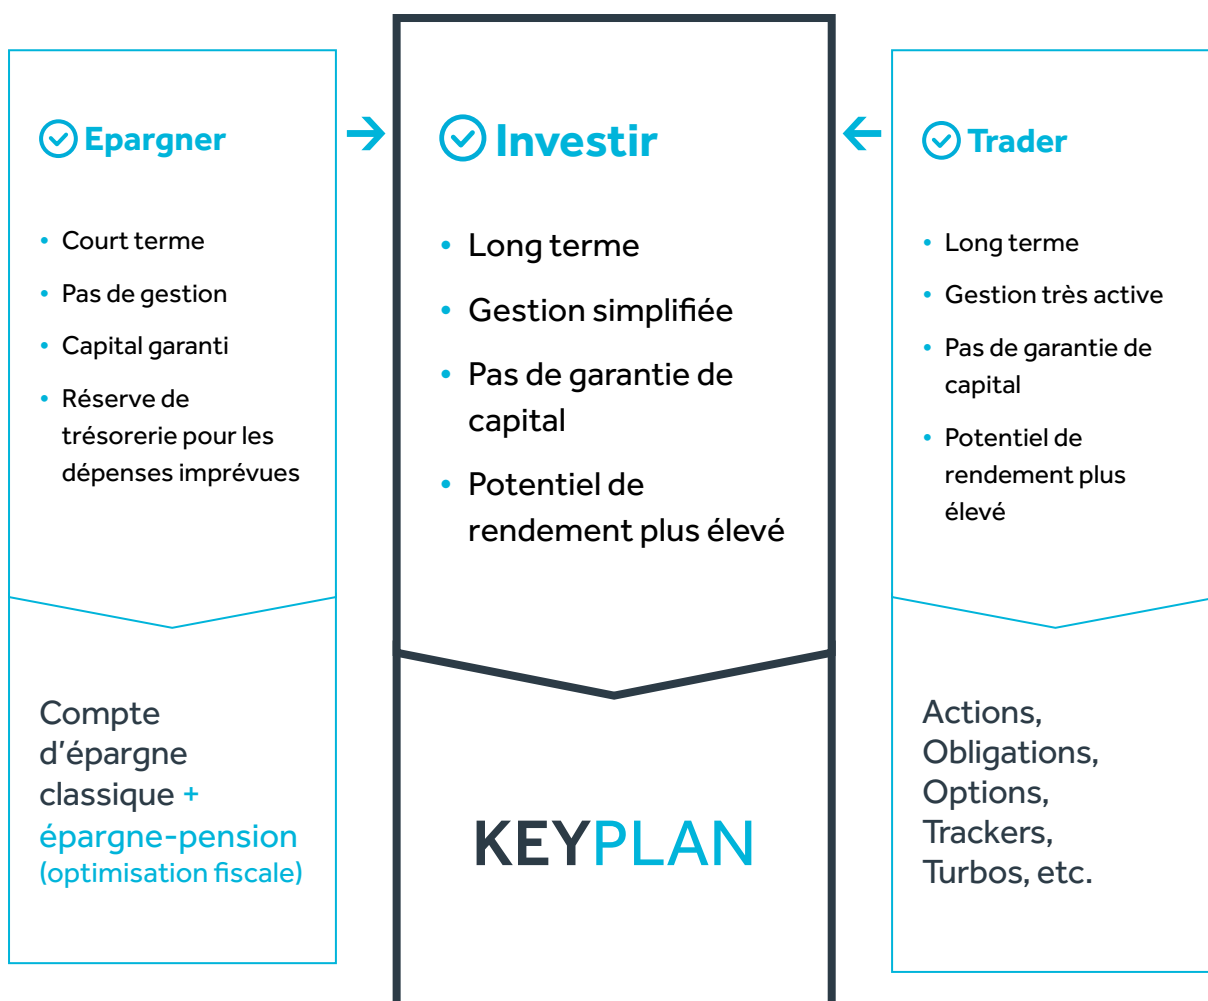 Epargner
• Court terme
• Pas de gestion
• Capital garanti
• Réserve de
trésorerie pour les
dépenses imprévues
Compte
d’épargne
classique +
épargne-pension
(optimisation fiscale)
Investir
• Long terme
• Gestion simplifiée
• Pas de garantie de
capital
• Potentiel de
rendement plus élevé
KEYPLAN
Trader
• Long terme
• Gestion très active
• Pas de garantie de
capital
• Potentiel de
rendement plus
élevé
Actions,
Obligations,
Options,
Trackers,
Turbos, etc.